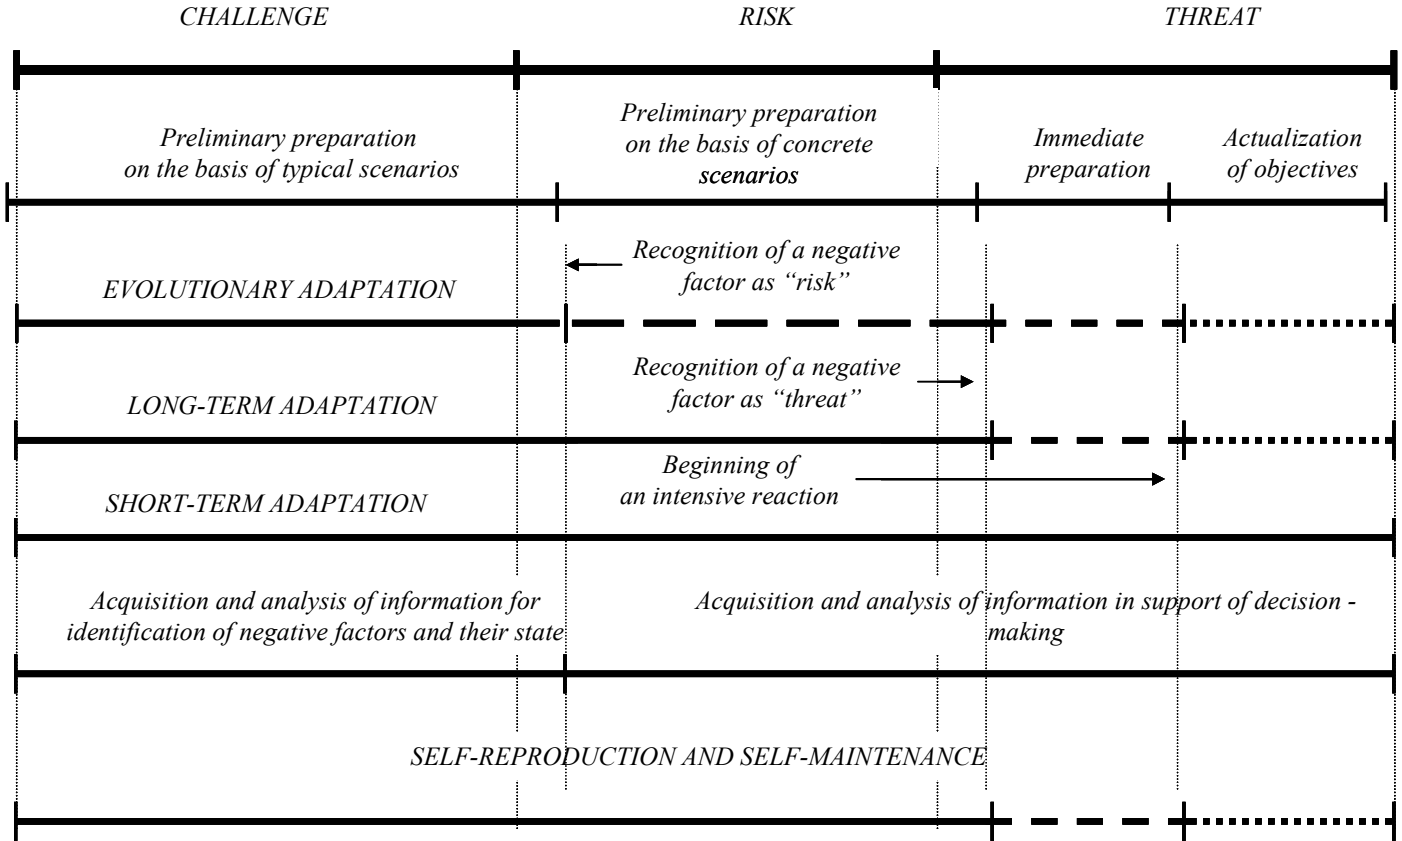 CHALLENGE
RISK
THREAT
Preliminary preparation
on the basis of typical scenarios
Preliminary preparation
on the basis of concrete
scenarios
Immediate
preparation
Actualization
of objectives
Recognition of a negative
factor as “risk”
EVOLUTIONARY ADAPTATION
Recognition of a negative
factor as “threat”
LONG-TERM ADAPTATION
Beginning of
an intensive reaction
SHORT-TERM ADAPTATION
Acquisition and analysis of information for
identification of negative factors and their state
Acquisition and analysis of information in support of decision -
making
SELF-REPRODUCTION AND SELF-MAINTENANCE